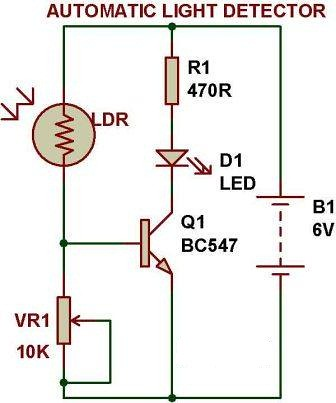 AUTOMATIC LIGHT DETECTOR
R1
470R
LDR
D1
LED
Q1
BC547
B1
6V
VR1
10K